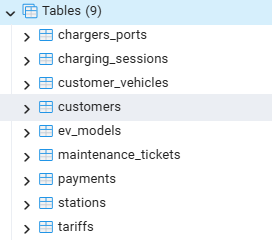 Tables (9)
chargers_ports
charging_sessions
customer_vehicles
customers
ev_models
maintenance_tickets
payments
stations
tariffs